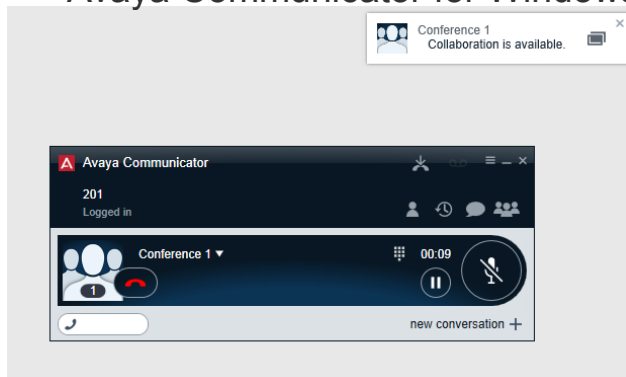 Avaya Communicator for Window
Conference 1
Collaboration is available.
Avaya Communicator
201
Logged in
Conference 1
00:09
1
new conversation